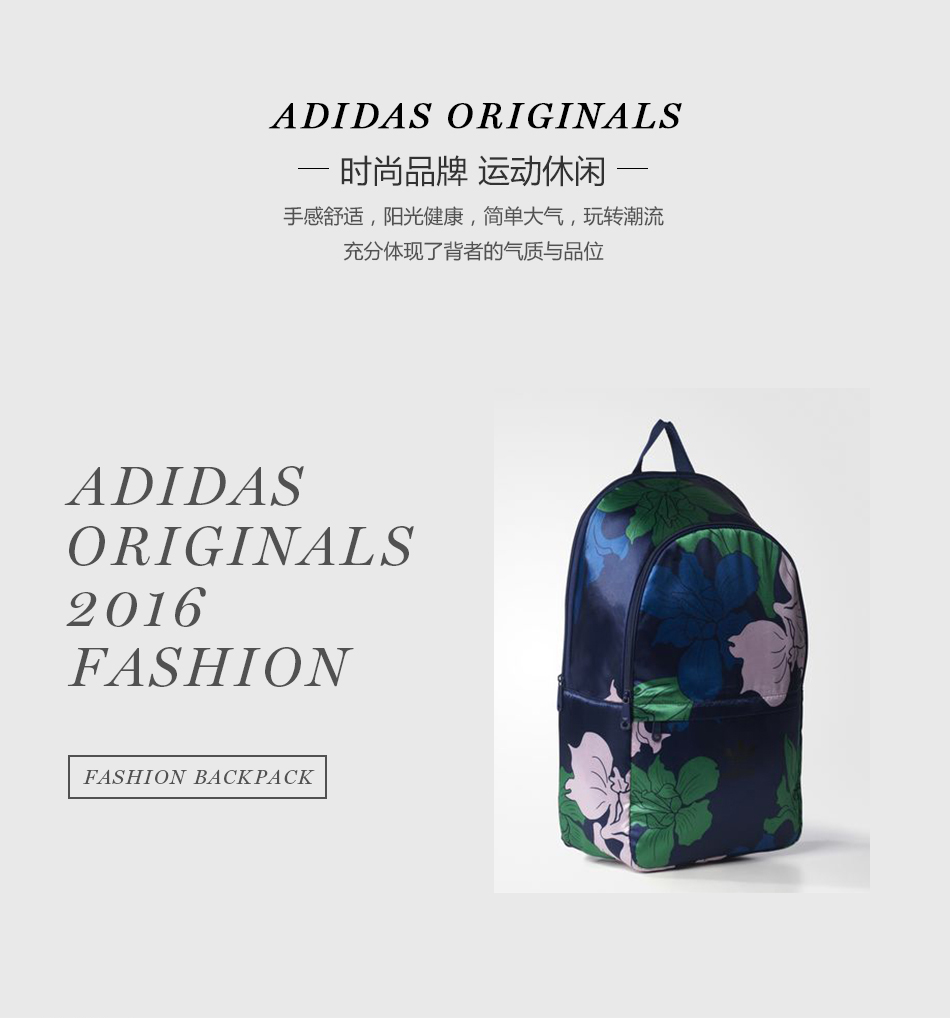 ADIDAS ORIGINALS
时尚品牌 运动休闲
手感舒适，阳光健康，简单大气，玩转潮流
充分体现了背者的气质与品位
ADIDAS
ORIGINALS
2016
FASHION
FASHION BACKPACK